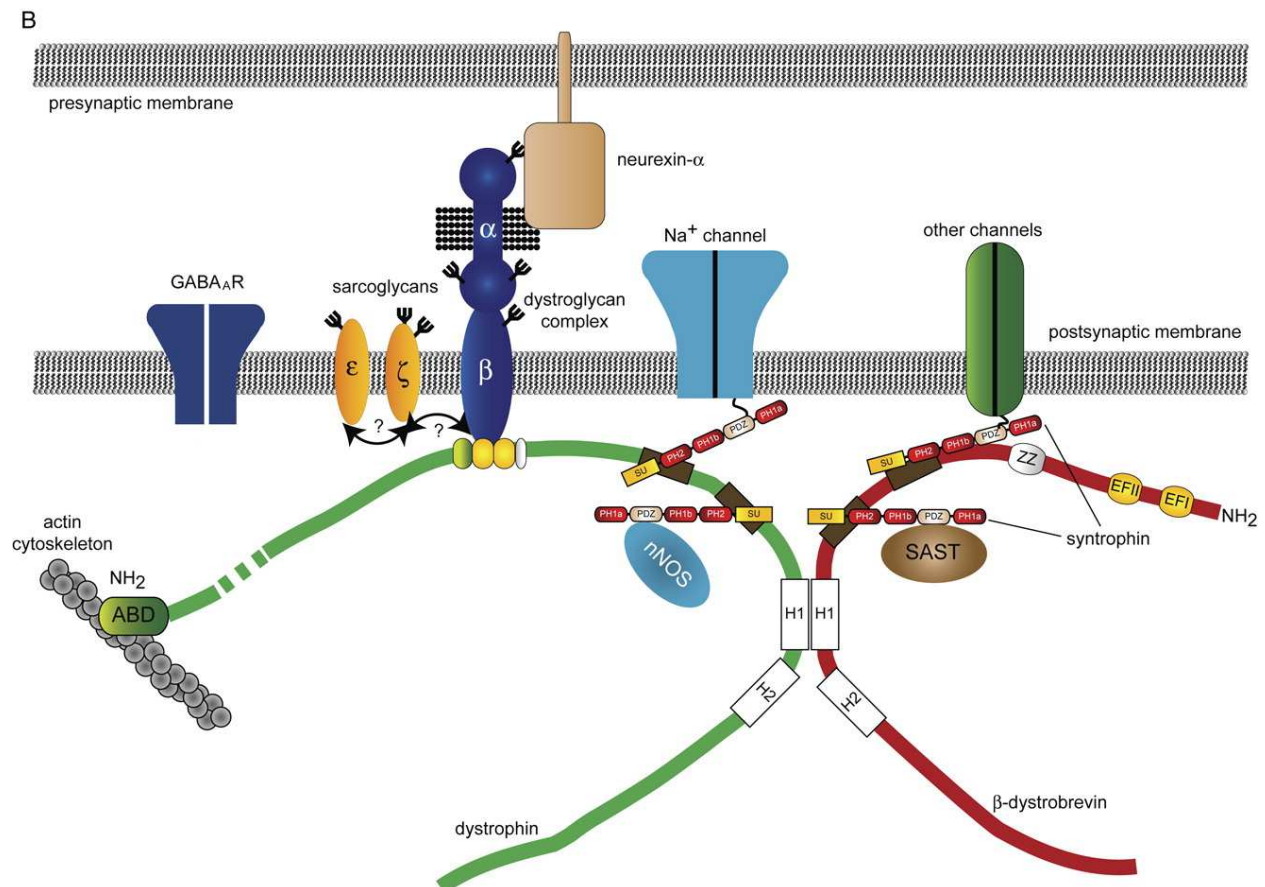 B
presynaptic membrane
neurexin-α
α
Na⁺ channel
other channels
GABA_AR
sarcoglycans
dystroglycan
complex
postsynaptic membrane
ε
ζ
β
?
?
SU
PH2
PH1b
PDZ
PH1a
SU
PH2
PH1b
PDZ
PH1a
ZZ
EFII
EFI
NH₂
PH1a
PDZ
PH1b
PH2
SU
nNOS
SU
PH2
PH1b
PDZ
PH1a
SAST
syntrophin
actin
cytoskeleton
NH₂
ABD
H1
H1
H2
H2
dystrophin
β-dystrobrevin